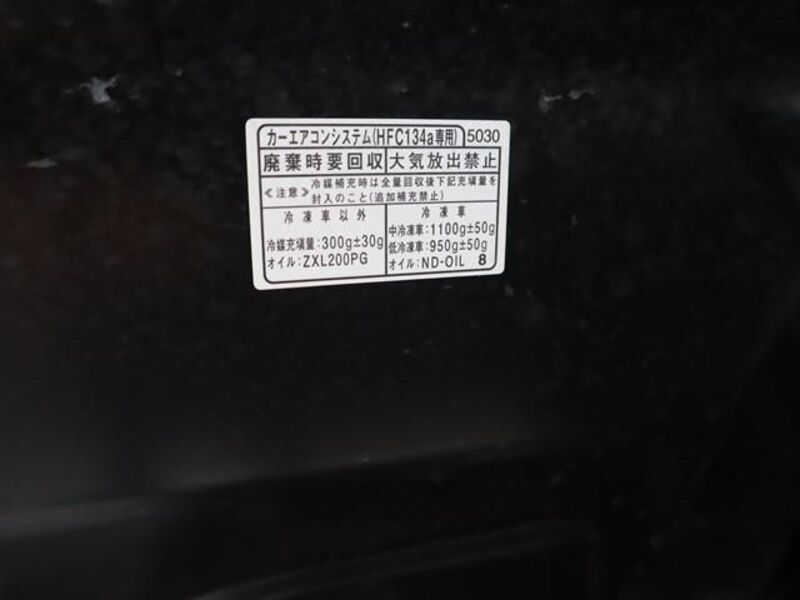 カーエアコンシステム(HFC134a専用) 5030
廃棄時要回収 大気放出禁止
≪注意≫冷媒補充時は全量回収後下記充填量を
封入のこと(追加補充禁止)
冷凍車以外
冷媒充填量:300g±30g
オイル:ZXL200PG
冷凍車
中冷凍車:1100g±50g
低冷凍車:950g±50g
オイル:ND-OIL 8